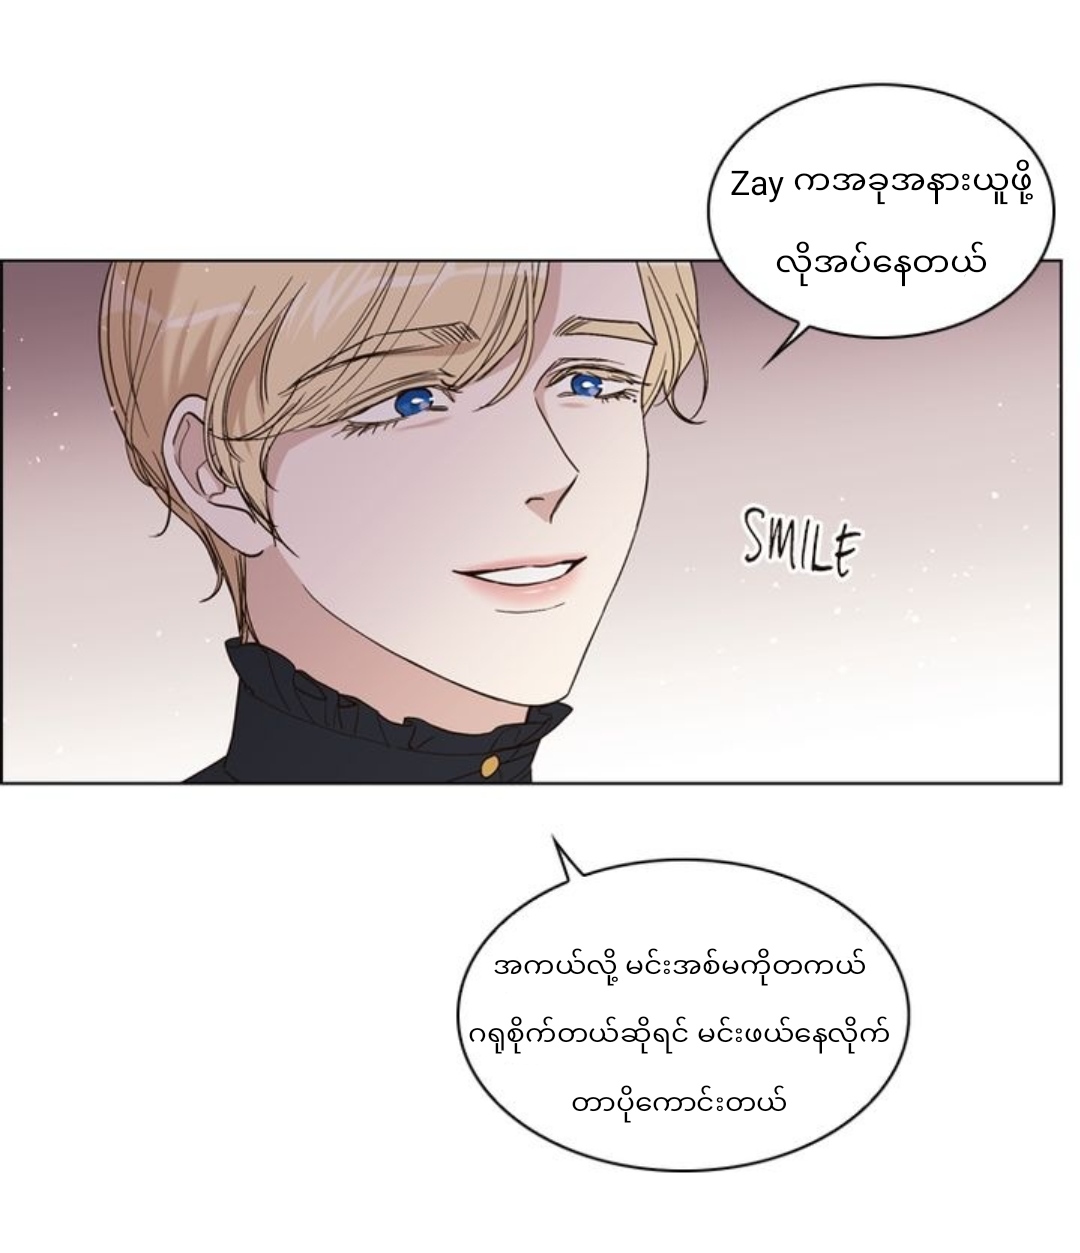 Zay ကအခုအနားယူဖို့
လိုအပ်နေတယ်
SMILE
အကယ်လို့ မင်းအစ်မကိုတကယ်
ဂရုစိုက်တယ်ဆိုရင် မင်းဖယ်နေလိုက်
တာပိုကောင်းတယ်